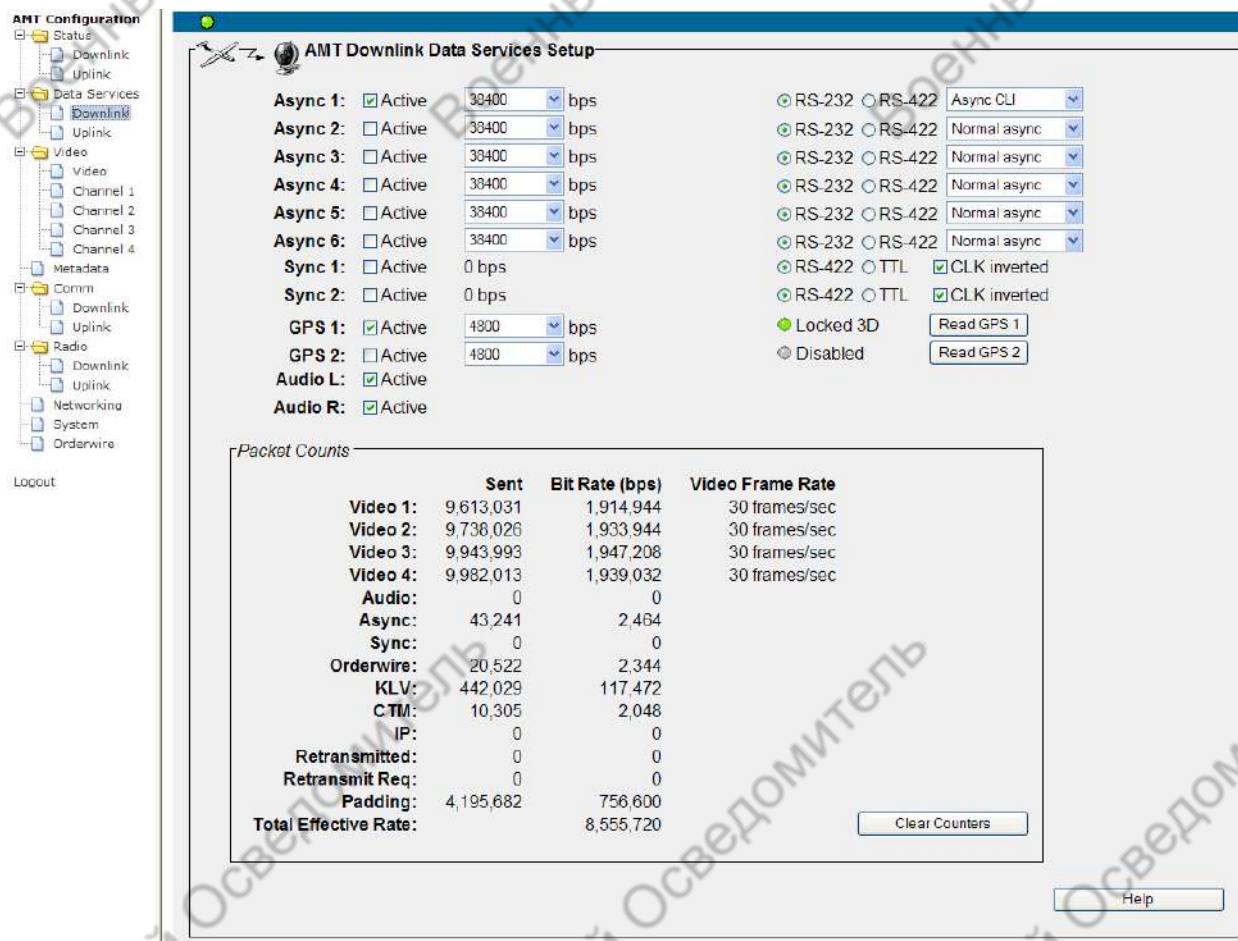 AMT Configuration
Status
Downlink
Uplink
Data Services
Downlink
Uplink
Video
Video
Channel 1
Channel 2
Channel 3
Channel 4
Metadata
Comm
Downlink
Uplink
Radio
Downlink
Uplink
Networking
System
Orderwire
Logout
AMT Downlink Data Services Setup
Async 1: Active 38400 bps RS-232 RS-422 Async CLI
Async 2: Active 38400 bps RS-232 RS-422 Normal async
Async 3: Active 38400 bps RS-232 RS-422 Normal async
Async 4: Active 38400 bps RS-232 RS-422 Normal async
Async 5: Active 38400 bps RS-232 RS-422 Normal async
Async 6: Active 38400 bps RS-232 RS-422 Normal async
Sync 1: Active 0 bps RS-422 TTL CLK inverted
Sync 2: Active 0 bps RS-422 TTL CLK inverted
GPS 1: Active 4800 bps Locked 3D Read GPS 1
GPS 2: Active 4800 bps Disabled Read GPS 2
Audio L: Active
Audio R: Active
Packet Counts
Sent Bit Rate (bps) Video Frame Rate
Video 1: 9,613,031 1,914,944 30 frames/sec
Video 2: 9,738,026 1,933,944 30 frames/sec
Video 3: 9,943,993 1,947,208 30 frames/sec
Video 4: 9,982,013 1,939,032 30 frames/sec
Audio: 0 0
Async: 43,241 2,464
Sync: 0 0
Orderwire: 20,522 2,344
KLV: 442,029 117,472
CTM: 10,305 2,048
IP: 0 0
Retransmitted: 0 0
Retransmit Req: 0 0
Padding: 4,195,682 756,600
Total Effective Rate: 8,555,720 Clear Counters
Help
Осведомитель